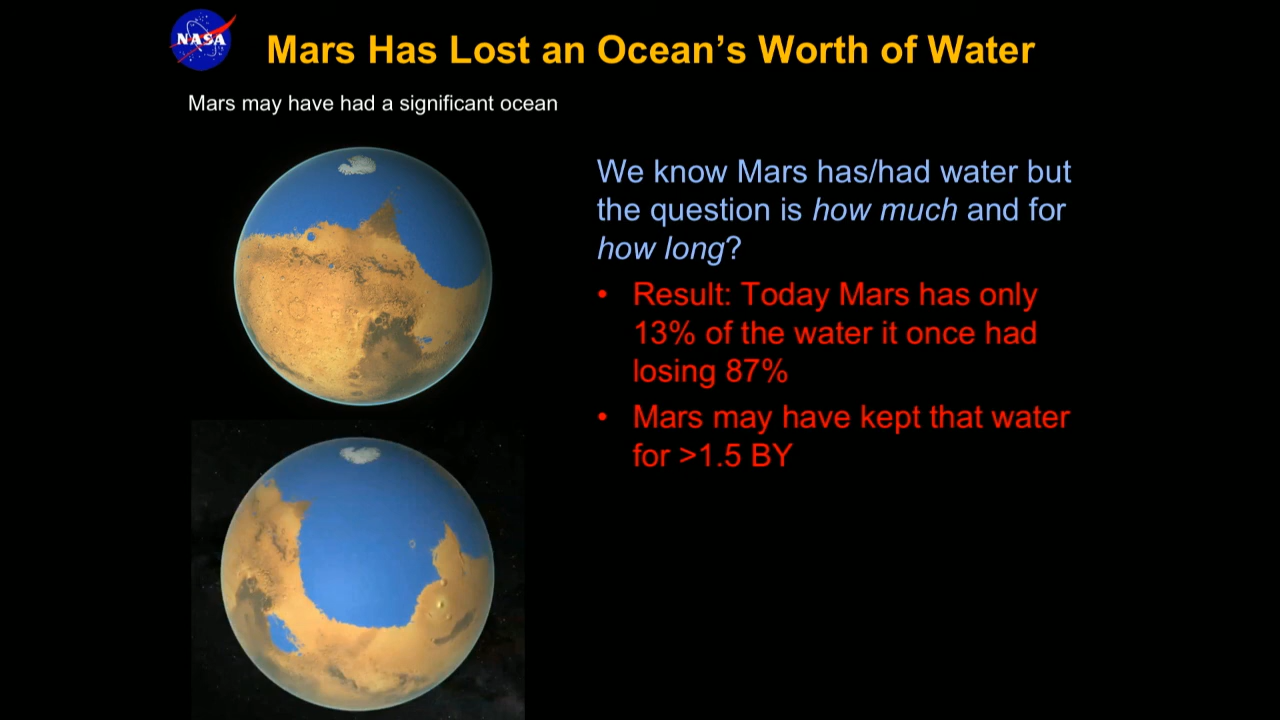 NASA
Mars Has Lost an Ocean’s Worth of Water
Mars may have had a significant ocean
We know Mars has/had water but
the question is how much and for
how long?
• Result: Today Mars has only
13% of the water it once had
losing 87%
• Mars may have kept that water
for >1.5 BY